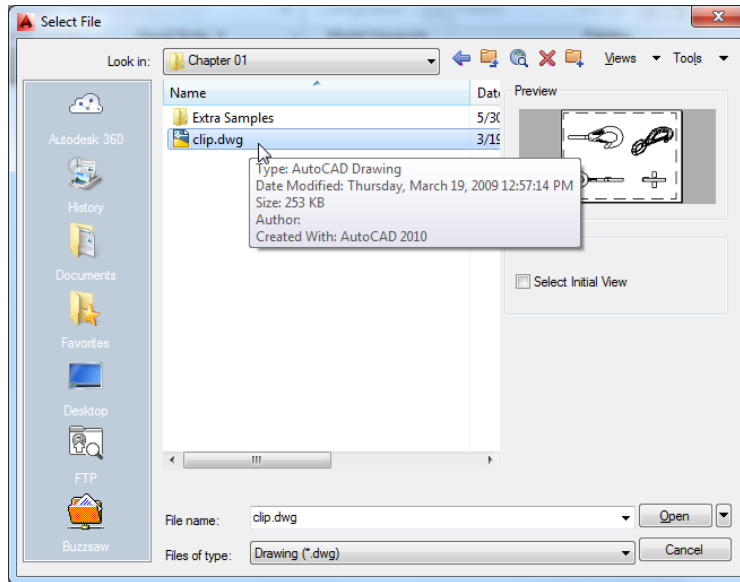 Select File
Look in: Chapter 01 Views Tools
Name Date Preview
Extra Samples 5/30
clip.dwg 3/19
Type: AutoCAD Drawing
Date Modified: Thursday, March 19, 2009 12:57:14 PM
Size: 253 KB
Author:
Created With: AutoCAD 2010
Select Initial View
Autodesk 360
History
Documents
Favorites
Desktop
FTP
Buzzsaw
File name: clip.dwg Open
Files of type: Drawing (*.dwg) Cancel